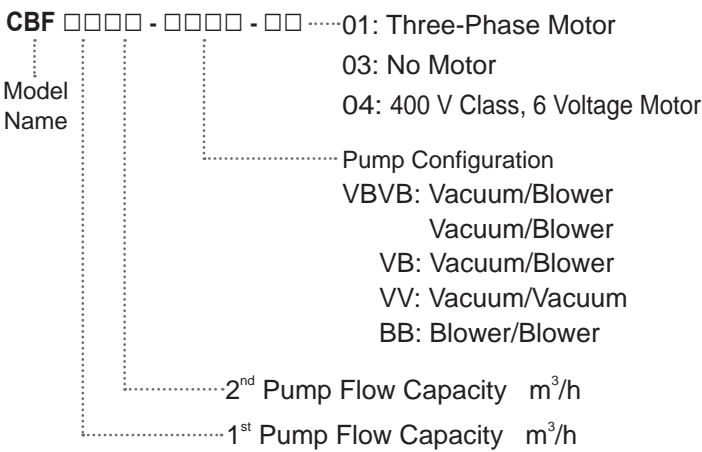 CBF □□□□ - □□□□ - □□ 01: Three-Phase Motor
03: No Motor
Model
Name
04: 400 V Class, 6 Voltage Motor
Pump Configuration
VBVB: Vacuum/Blower
Vacuum/Blower
VB: Vacuum/Blower
VV: Vacuum/Vacuum
BB: Blower/Blower
2nd Pump Flow Capacity m³/h
1st Pump Flow Capacity m³/h